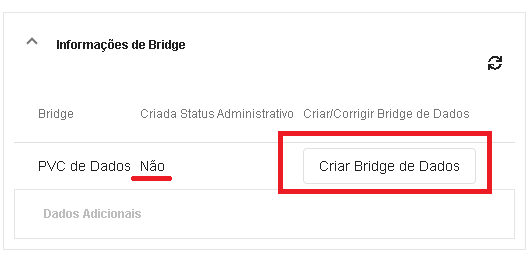 Informações de Bridge
Bridge Criada Status Administrativo Criar/Corrigir Bridge de Dados
PVC de Dados Não Criar Bridge de Dados
Dados Adicionais